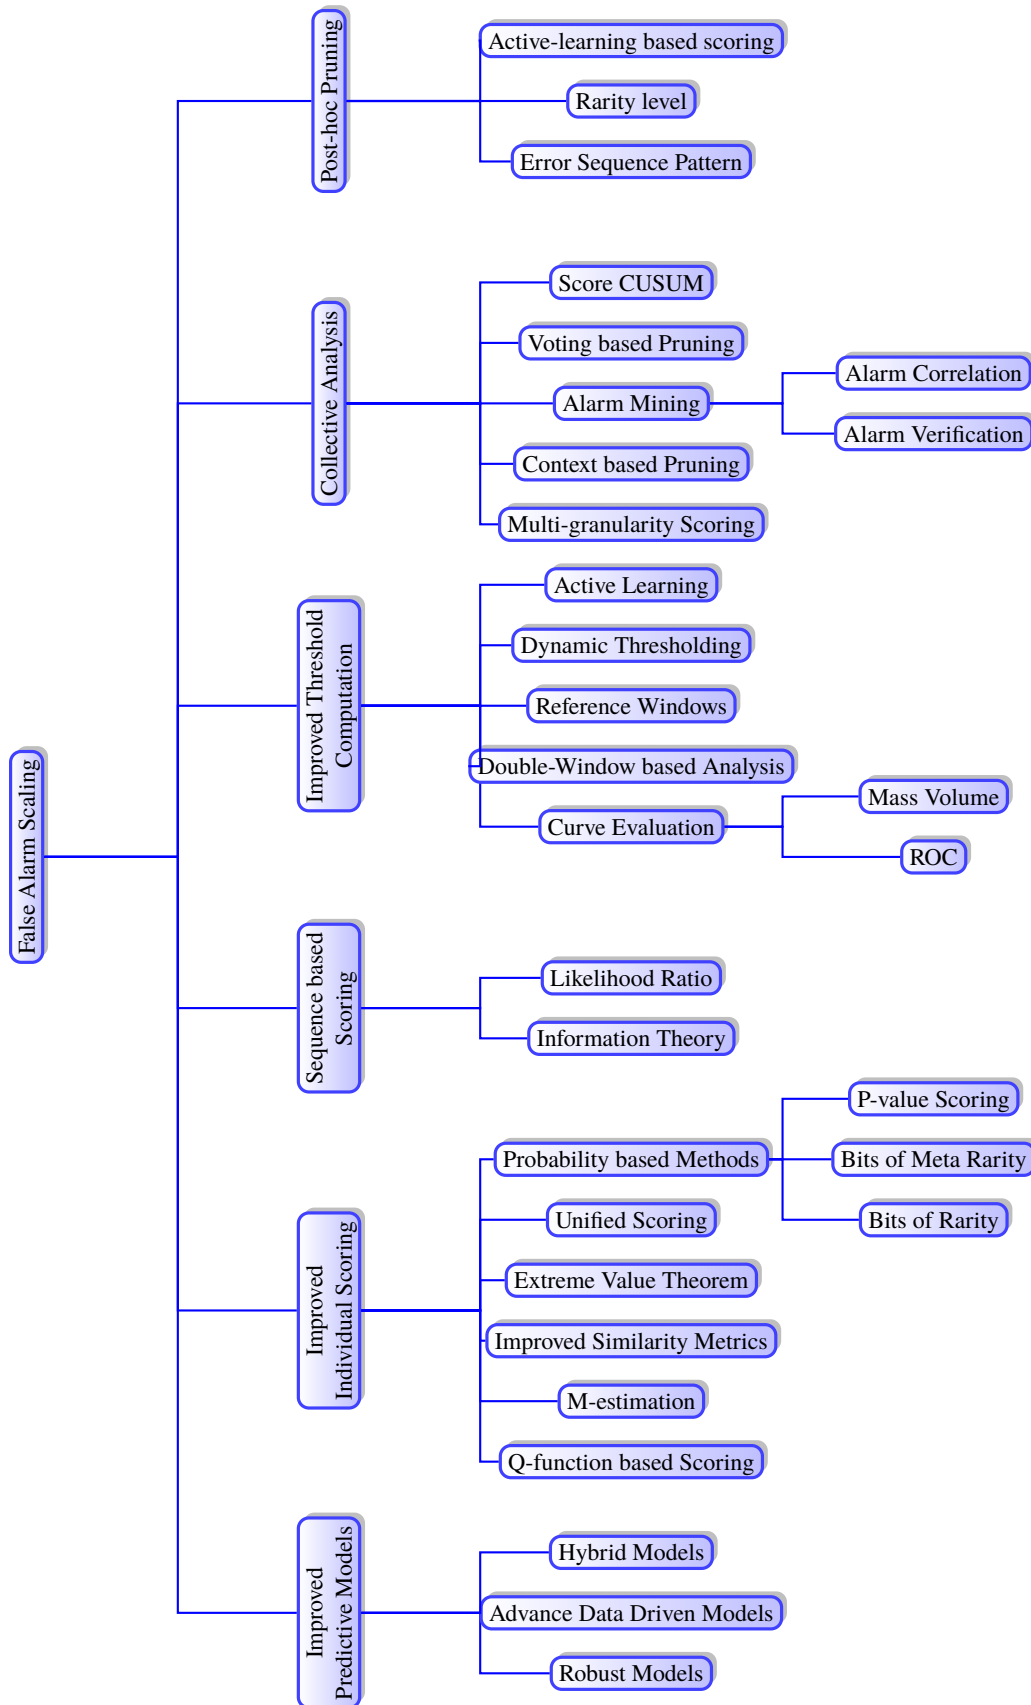 False Alarm Scaling
Post-hoc Pruning
Active-learning based scoring
Rarity level
Error Sequence Pattern
Collective Analysis
Score CUSUM
Voting based Pruning
Alarm Mining
Alarm Correlation
Alarm Verification
Context based Pruning
Multi-granularity Scoring
Improved Threshold
Computation
Active Learning
Dynamic Thresholding
Reference Windows
Double-Window based Analysis
Curve Evaluation
Mass Volume
ROC
Sequence based
Scoring
Likelihood Ratio
Information Theory
Improved
Individual Scoring
Probability based Methods
P-value Scoring
Bits of Meta Rarity
Bits of Rarity
Unified Scoring
Extreme Value Theorem
Improved Similarity Metrics
M-estimation
Q-function based Scoring
Improved
Predictive Models
Hybrid Models
Advance Data Driven Models
Robust Models